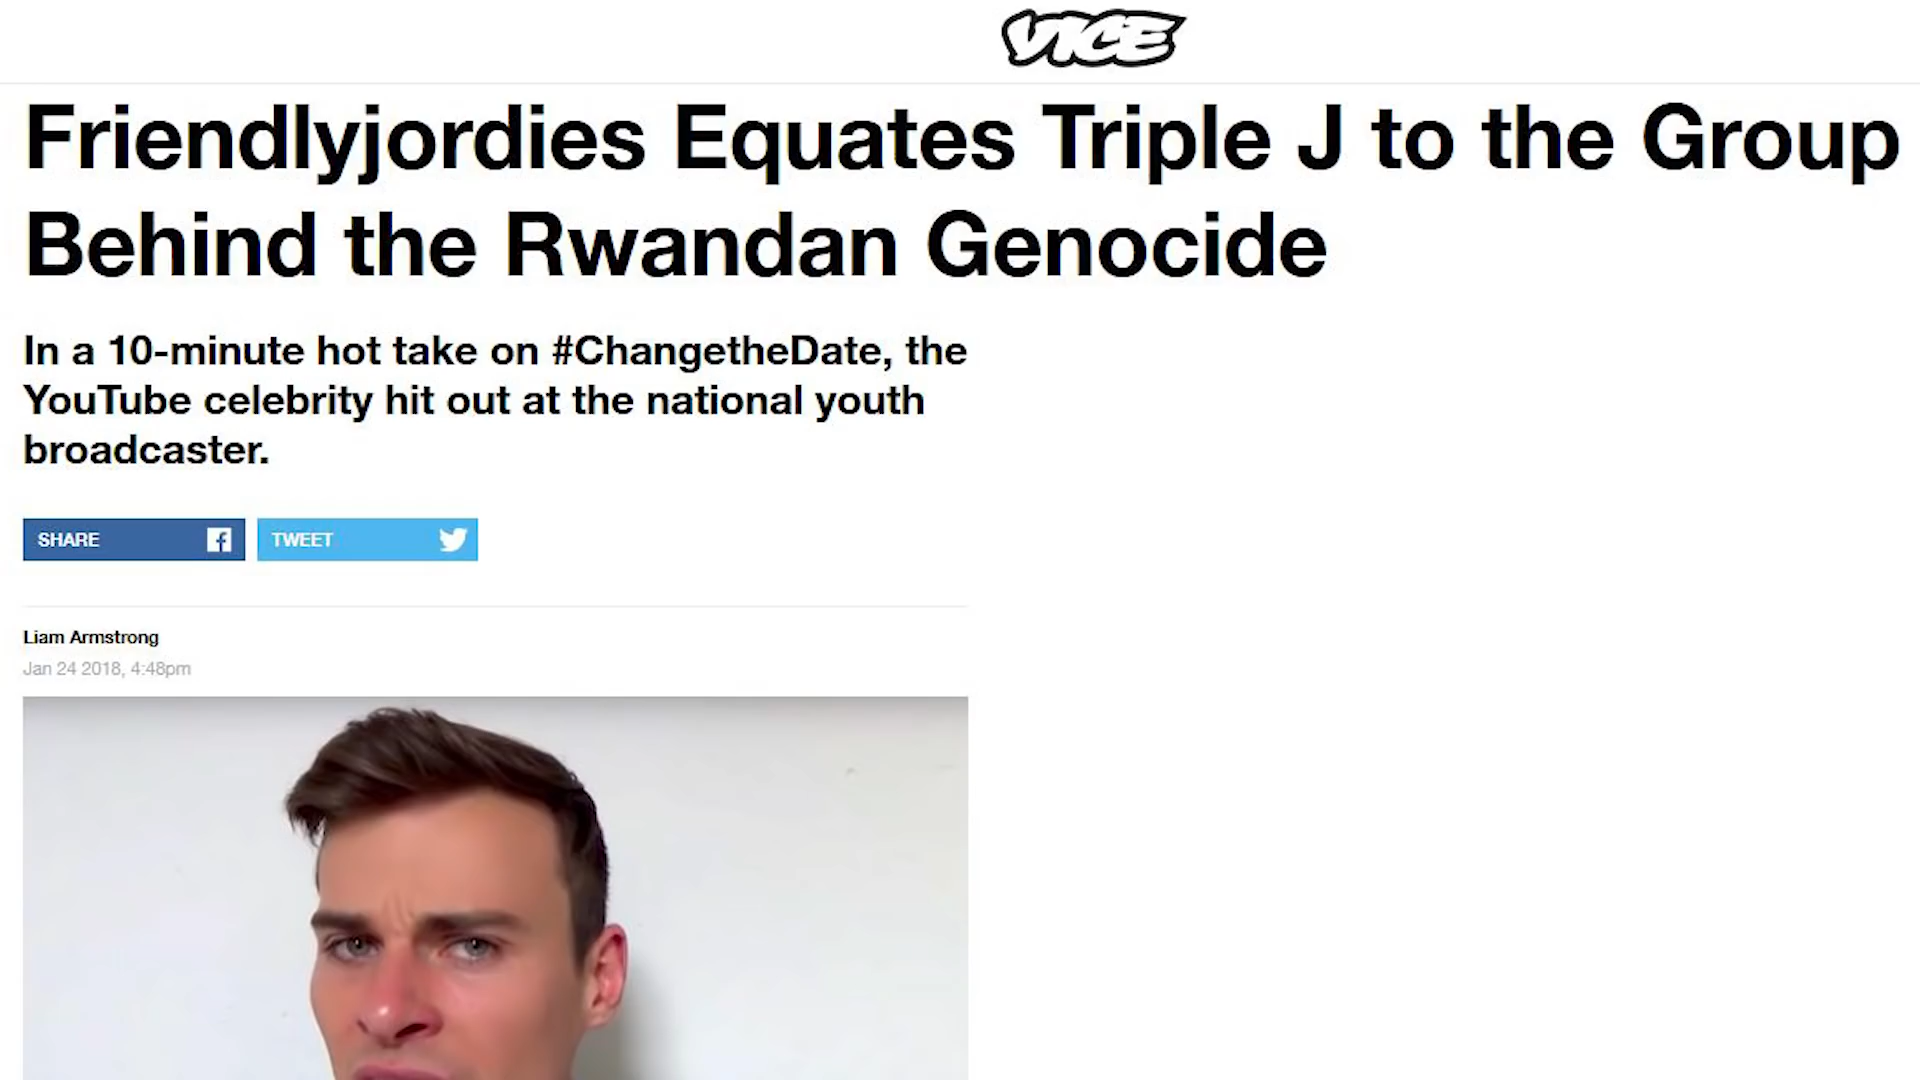 VICE
Friendlyjordies Equates Triple J to the Group
Behind the Rwandan Genocide
In a 10-minute hot take on #ChangetheDate, the
YouTube celebrity hit out at the national youth
broadcaster.
SHARE
TWEET
Liam Armstrong
Jan 24 2018, 4:48pm